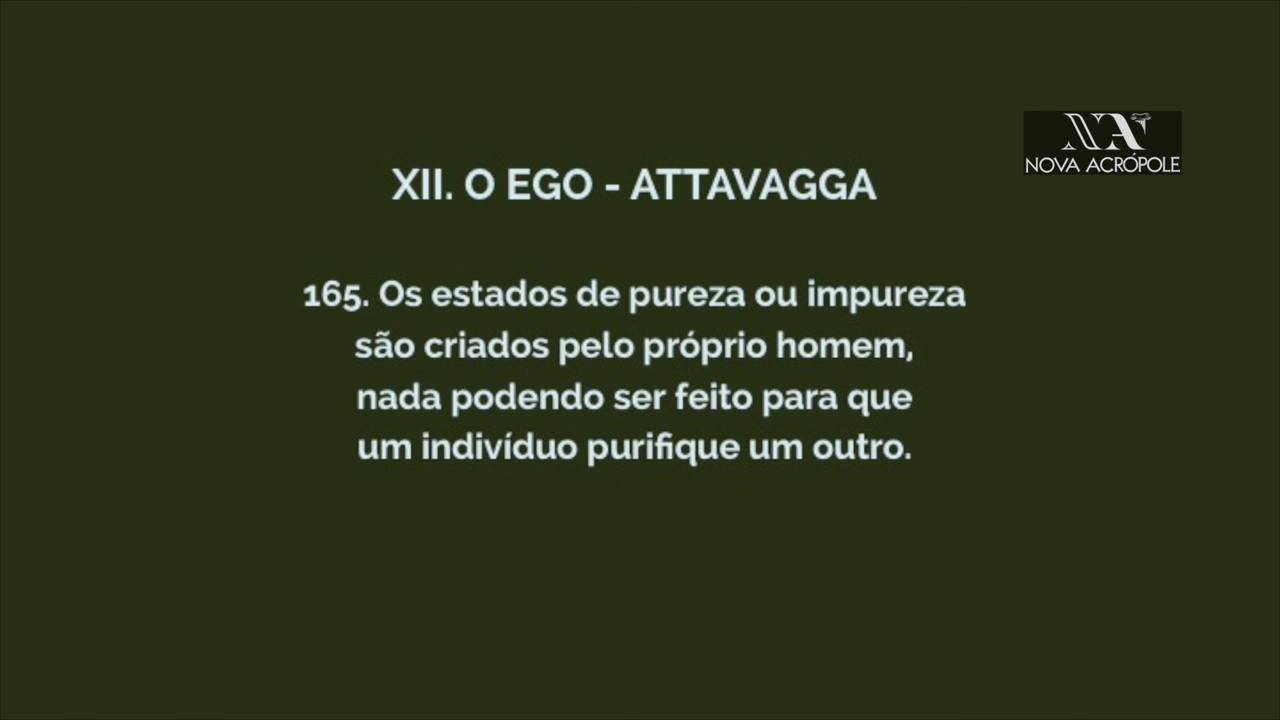 NA
NOVA ACRÓPOLE
XII. O EGO - ATTAVAGGA
165. Os estados de pureza ou impureza
são criados pelo próprio homem,
nada podendo ser feito para que
um indivíduo purifique um outro.